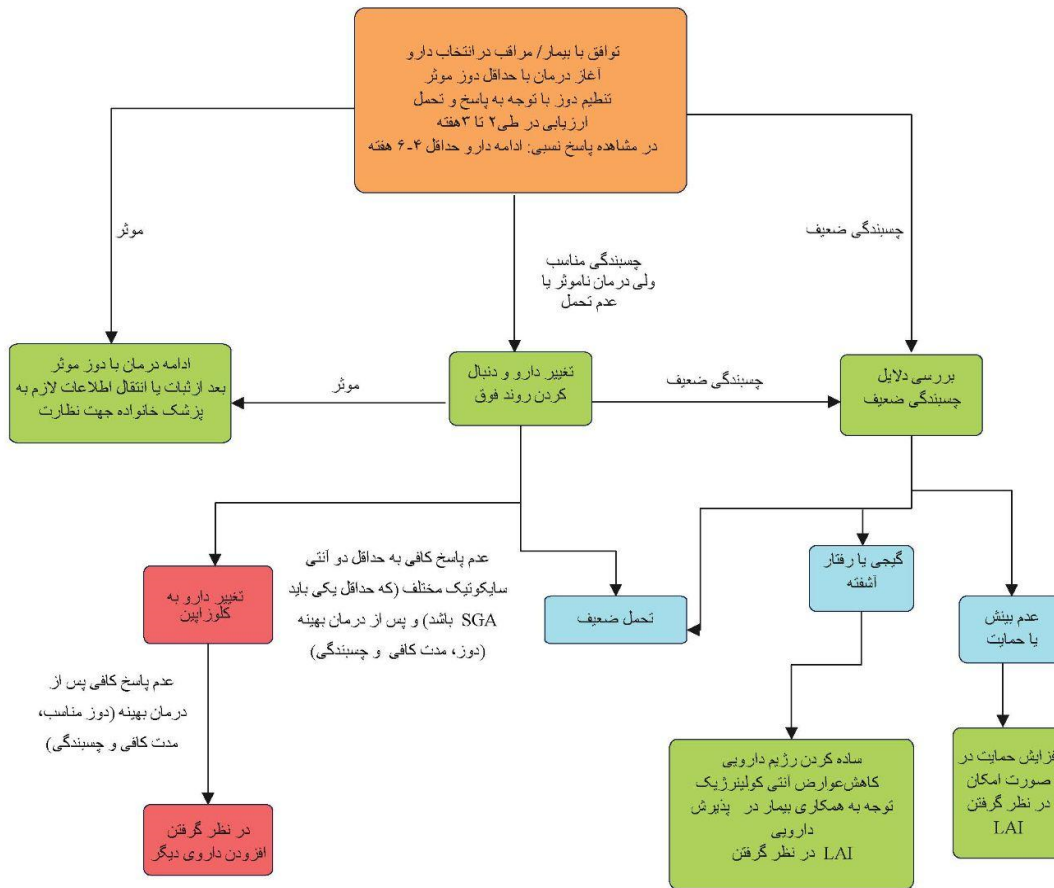 توافق با بیمار/ مراقب در انتخاب دارو
آغاز درمان با حداقل دوز موثر
تنظیم دوز با توجه به پاسخ و تحمل
ارزیابی در طی ۲ تا ۳ هفته
در مشاهده پاسخ نسبی: ادامه دارو حداقل ۴-۶ هفته
چسبندگی ضعیف
چسبندگی مناسب
ولی درمان ناموثر یا
عدم تحمل
موثر
بررسی دلایل
چسبندگی ضعیف
چسبندگی ضعیف
تغییر دارو و دنبال
کردن روند فوق
موثر
ادامه درمان با دوز موثر
بعد از ثبات یا انتقال اطلاعات لازم به
پزشک خانواده جهت نظارت
عدم بینش
یا حمایت
گیجی یا رفتار
آشفته
تحمل ضعیف
عدم پاسخ کافی به حداقل دو آنتی
سایکوتیک مختلف (که حداقل یکی باید
SGA باشد) و پس از درمان بهینه
(دوز، مدت کافی و چسبندگی)
تغییر دارو به
کلوزاپین
فزایش حمایت در
صورت امکان
در نظر گرفتن
LAI
ساده کردن رژیم دارویی
کاهش عوارض آنتی کولینرژیک
توجه به همکاری بیمار در پذیرش
دارویی
LAI در نظر گرفتن
عدم پاسخ کافی پس از
درمان بهینه (دوز مناسب،
مدت کافی و چسبندگی)
در نظر گرفتن
افزودن داروی دیگر